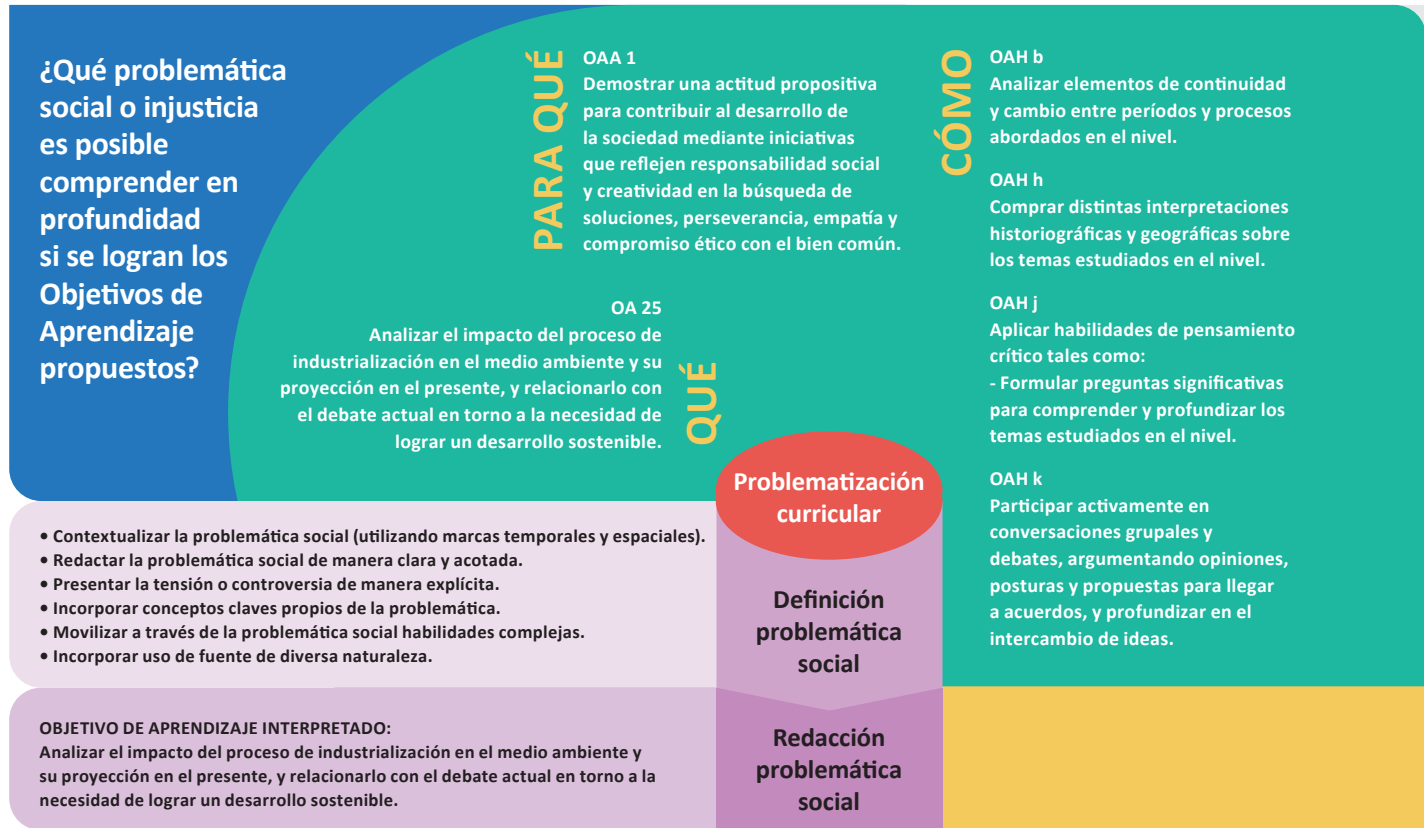 ¿Qué problemática
social o injusticia
es posible
comprender en
profundidad
si se logran los
Objetivos de
Aprendizaje
propuestos?
PARA QUÉ
OAA 1
Demostrar una actitud propositiva
para contribuir al desarrollo de
la sociedad mediante iniciativas
que reflejen responsabilidad social
y creatividad en la búsqueda de
soluciones, perseverancia, empatía y
compromiso ético con el bien común.
OA 25
Analizar el impacto del proceso de
industrialización en el medio ambiente y su
proyección en el presente, y relacionarlo con
el debate actual en torno a la necesidad de
lograr un desarrollo sostenible.
QUÉ
CÓMO
OAH b
Analizar elementos de continuidad
y cambio entre períodos y procesos
abordados en el nivel.
OAH h
Comprar distintas interpretaciones
historiográficas y geográficas sobre
los temas estudiados en el nivel.
OAH j
Aplicar habilidades de pensamiento
crítico tales como:
- Formular preguntas significativas
para comprender y profundizar los
temas estudiados en el nivel.
OAH k
Participar activamente en
conversaciones grupales y
debates, argumentando opiniones,
posturas y propuestas para llegar
a acuerdos, y profundizar en el
intercambio de ideas.
Problematización
curricular
• Contextualizar la problemática social (utilizando marcas temporales y espaciales).
• Redactar la problemática social de manera clara y acotada.
• Presentar la tensión o controversia de manera explícita.
• Incorporar conceptos claves propios de la problemática.
• Movilizar a través de la problemática social habilidades complejas.
• Incorporar uso de fuente de diversa naturaleza.
Definición
problemática
social
OBJETIVO DE APRENDIZAJE INTERPRETADO:
Analizar el impacto del proceso de industrialización en el medio ambiente y
su proyección en el presente, y relacionarlo con el debate actual en torno a la
necesidad de lograr un desarrollo sostenible.
Redacción
problemática
social